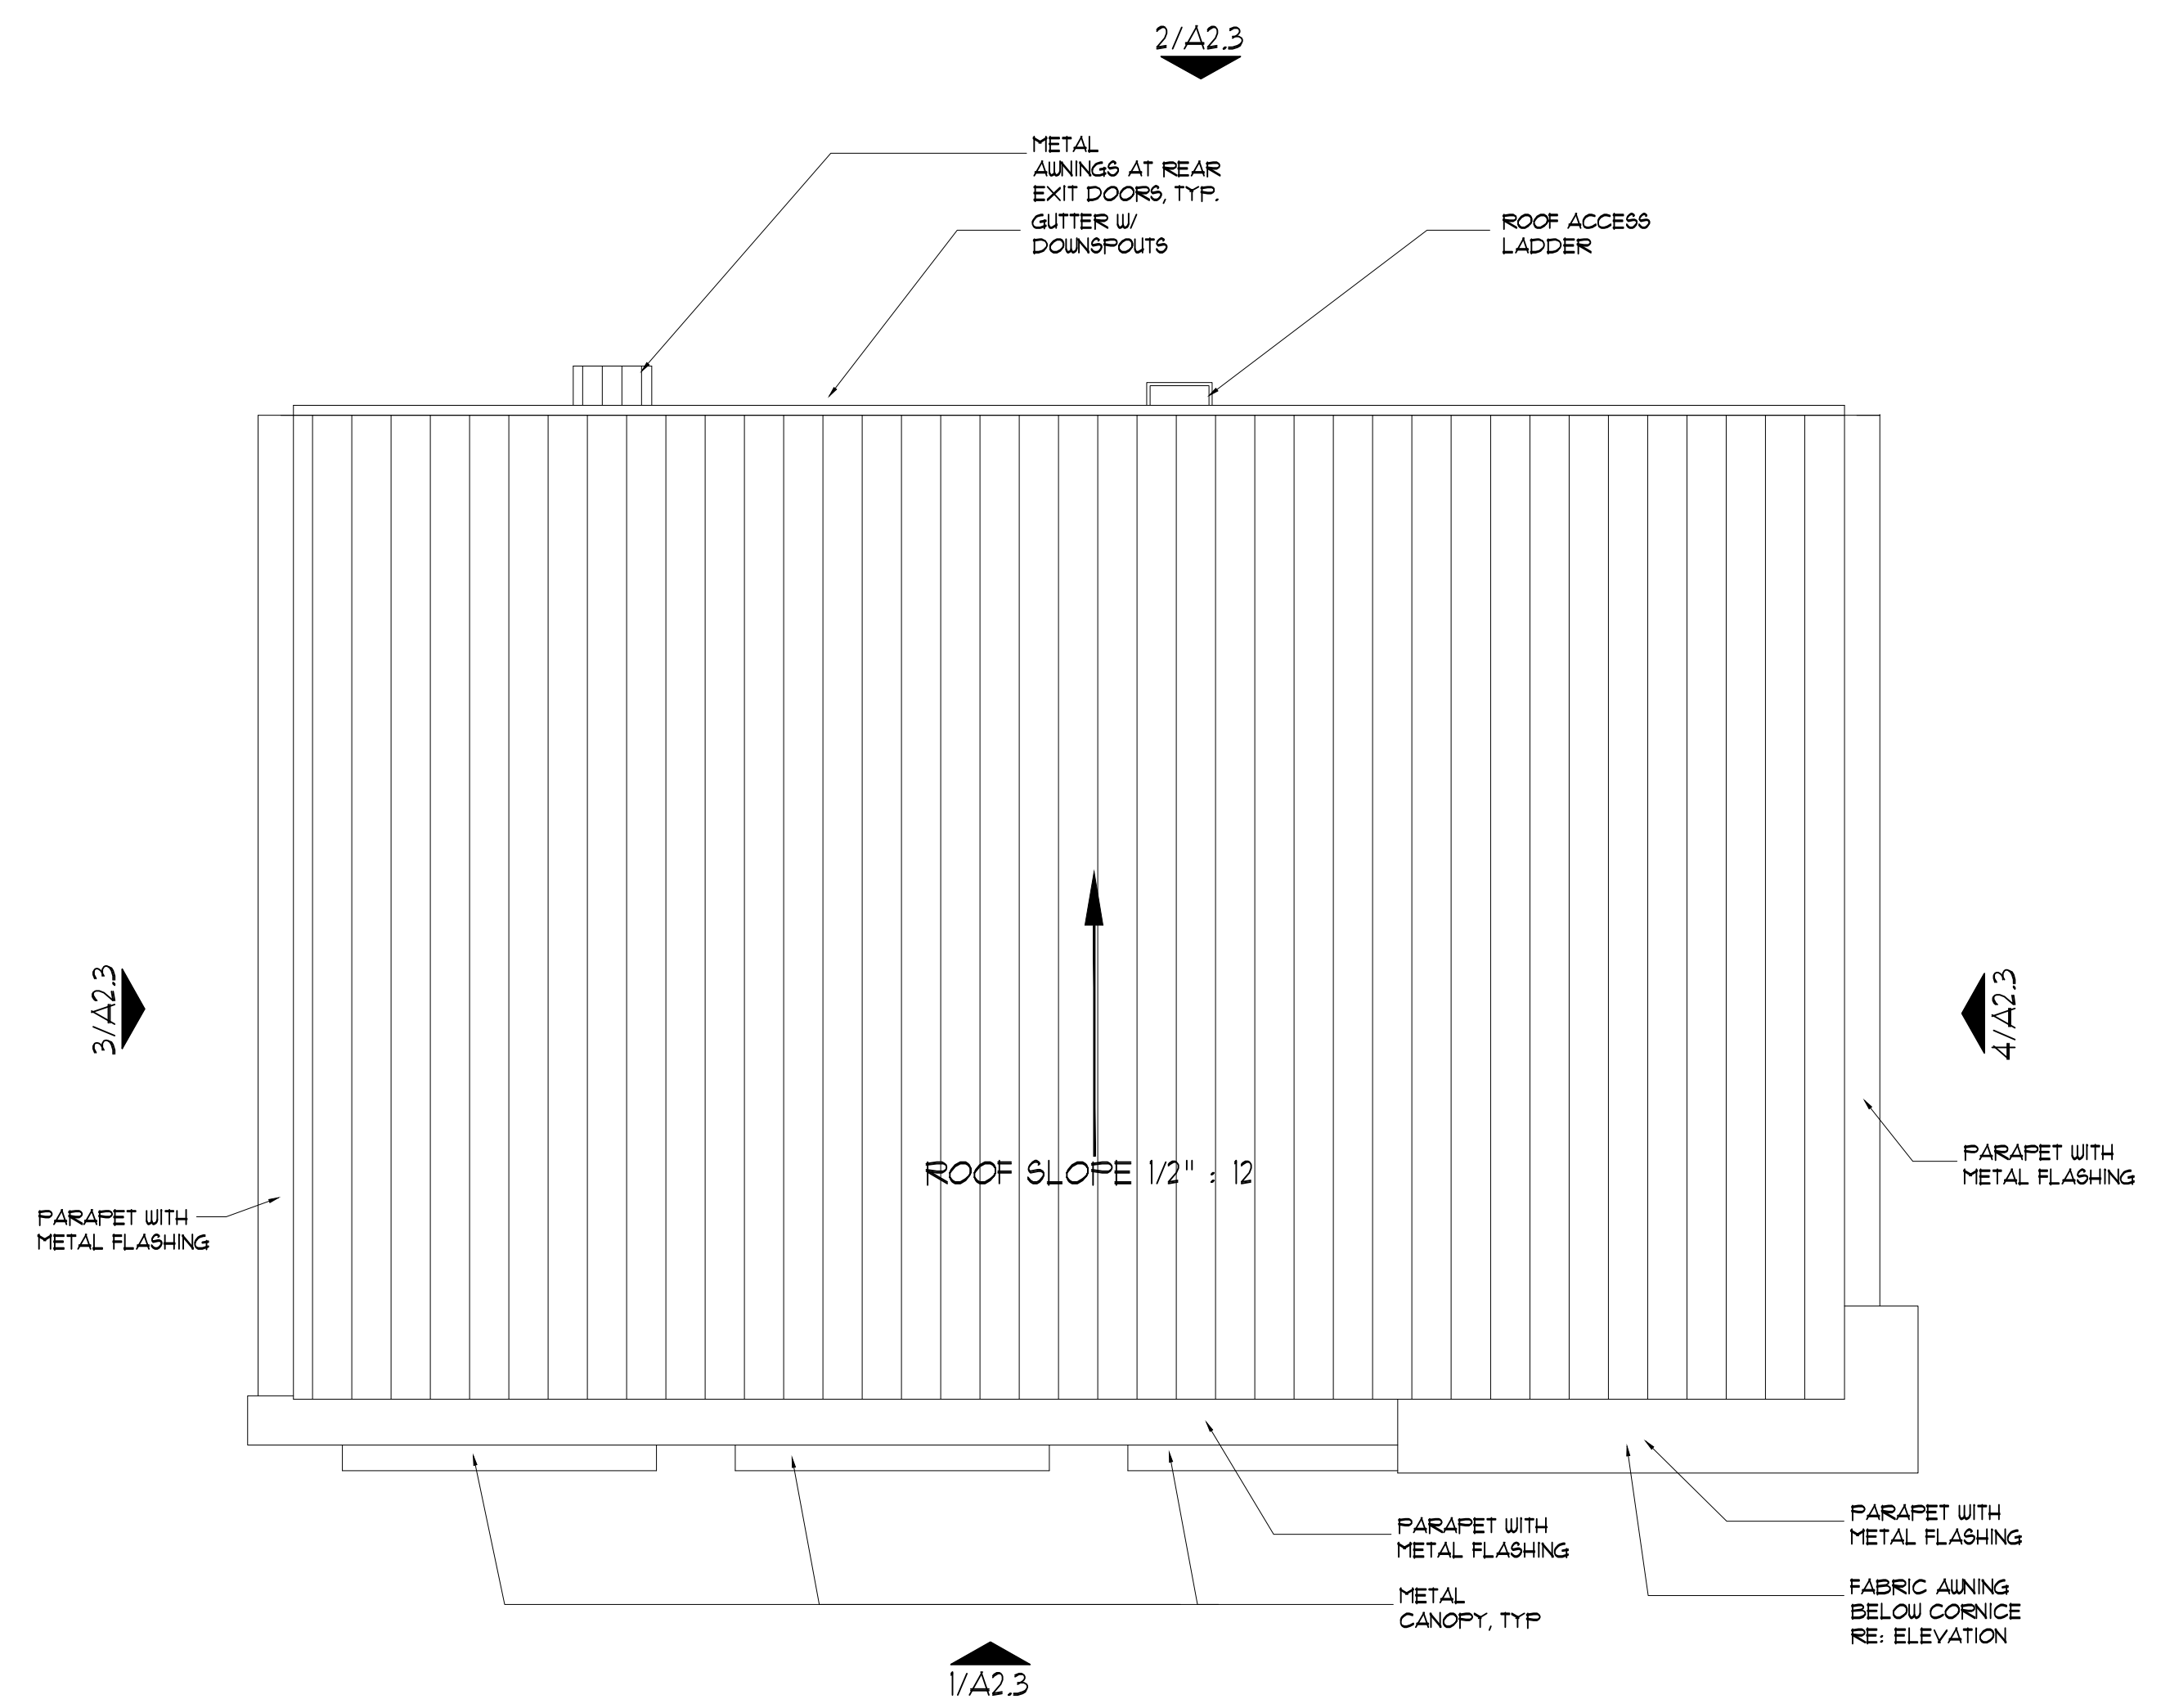 2/A2.3
METAL
AWNINGS AT REAR
EXIT DOORS, TYP.
GUTTER W/
DOWNSPOUTS
ROOF ACCESS
LADDER
3/A2.3
4/A2.3
ROOF SLOPE 1/2" : 12
PARAPET WITH
METAL FLASHING
PARAPET WITH
METAL FLASHING
PARAPET WITH
METAL FLASHING
PARAPET WITH
METAL FLASHING
METAL
CANOPY, TYP
FABRIC AWNING
BELOW CORNICE
RE: ELEVATION
1/A2.3